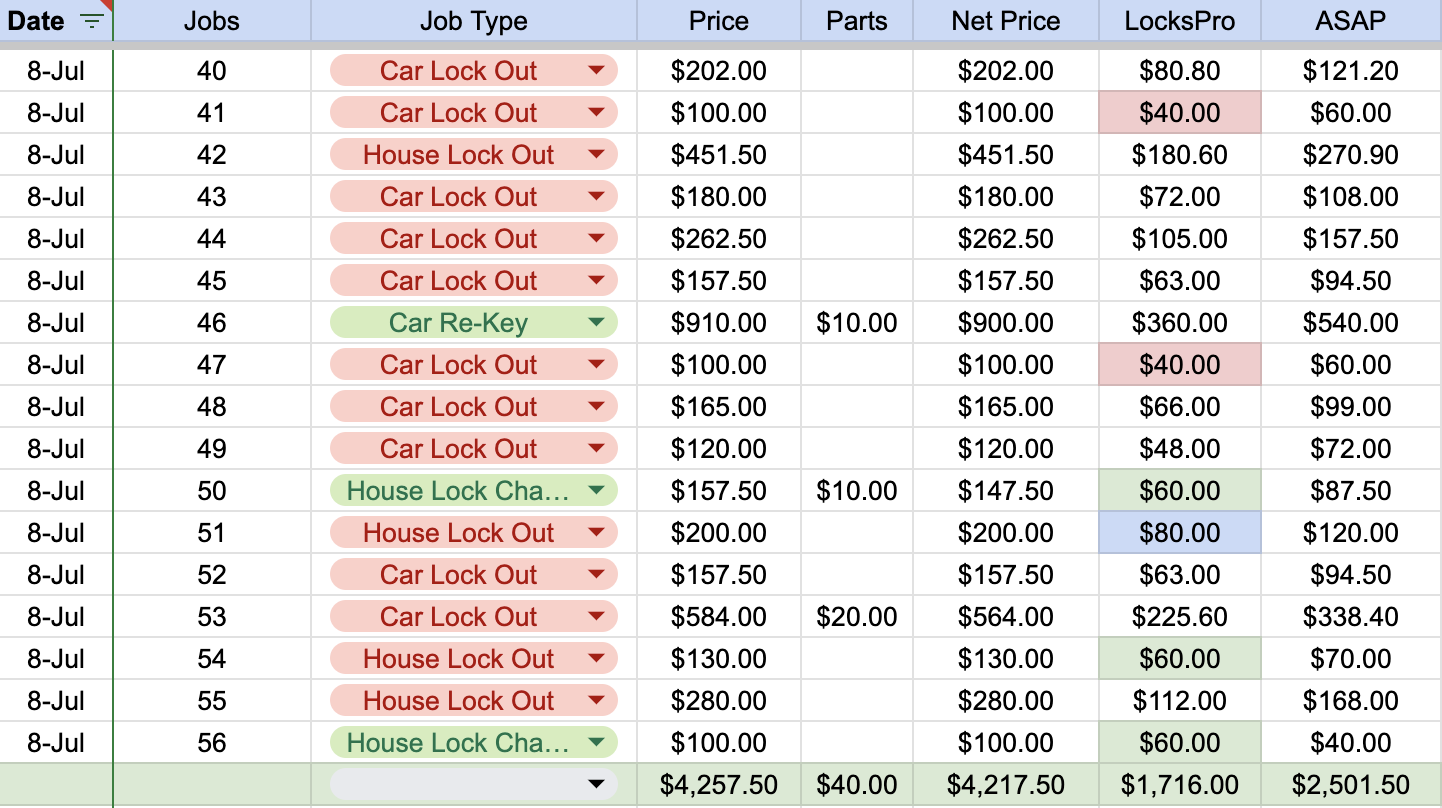 Date Jobs Job Type Price Parts Net Price LocksPro ASAP
8-Jul 40 Car Lock Out $202.00 $202.00 $80.80 $121.20
8-Jul 41 Car Lock Out $100.00 $100.00 $40.00 $60.00
8-Jul 42 House Lock Out $451.50 $451.50 $180.60 $270.90
8-Jul 43 Car Lock Out $180.00 $180.00 $72.00 $108.00
8-Jul 44 Car Lock Out $262.50 $262.50 $105.00 $157.50
8-Jul 45 Car Lock Out $157.50 $157.50 $63.00 $94.50
8-Jul 46 Car Re-Key $910.00 $10.00 $900.00 $360.00 $540.00
8-Jul 47 Car Lock Out $100.00 $100.00 $40.00 $60.00
8-Jul 48 Car Lock Out $165.00 $165.00 $66.00 $99.00
8-Jul 49 Car Lock Out $120.00 $120.00 $48.00 $72.00
8-Jul 50 House Lock Cha... $157.50 $10.00 $147.50 $60.00 $87.50
8-Jul 51 House Lock Out $200.00 $200.00 $80.00 $120.00
8-Jul 52 Car Lock Out $157.50 $157.50 $63.00 $94.50
8-Jul 53 Car Lock Out $584.00 $20.00 $564.00 $225.60 $338.40
8-Jul 54 House Lock Out $130.00 $130.00 $60.00 $70.00
8-Jul 55 House Lock Out $280.00 $280.00 $112.00 $168.00
8-Jul 56 House Lock Cha... $100.00 $100.00 $60.00 $40.00
$4,257.50 $40.00 $4,217.50 $1,716.00 $2,501.50